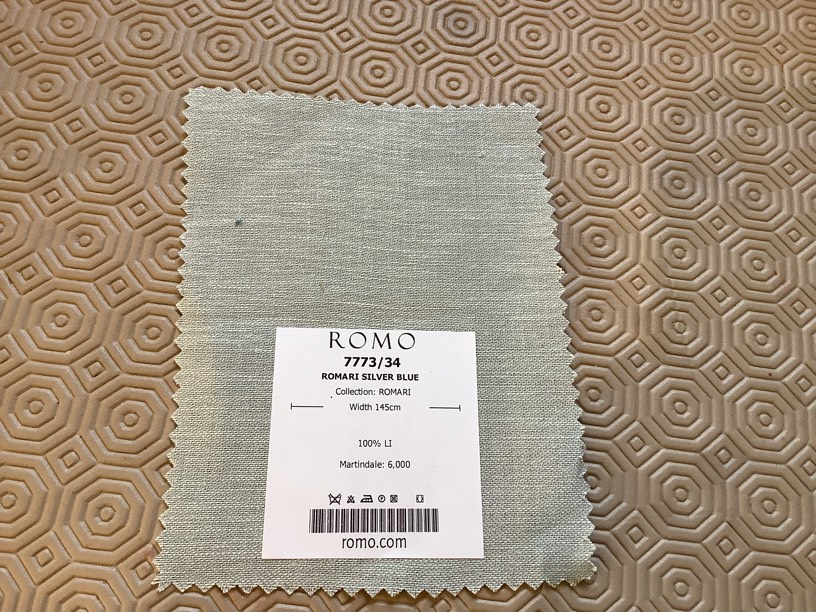 ROMO
7773/34
ROMARI SILVER BLUE
Collection: ROMARI
Width 145cm
100% LI
Martindale: 6,000
romo.com